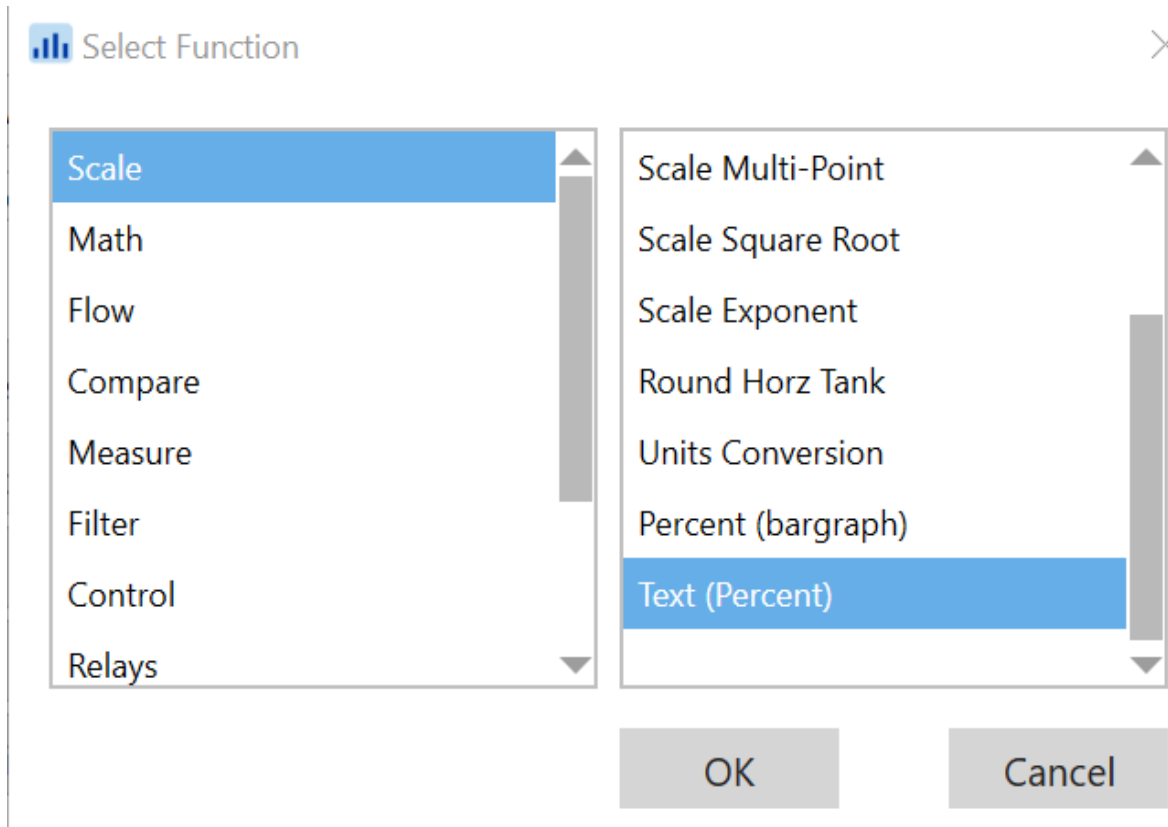 Select Function
Scale
Math
Flow
Compare
Measure
Filter
Control
Relays
Scale Multi-Point
Scale Square Root
Scale Exponent
Round Horz Tank
Units Conversion
Percent (bargraph)
Text (Percent)
OK
Cancel